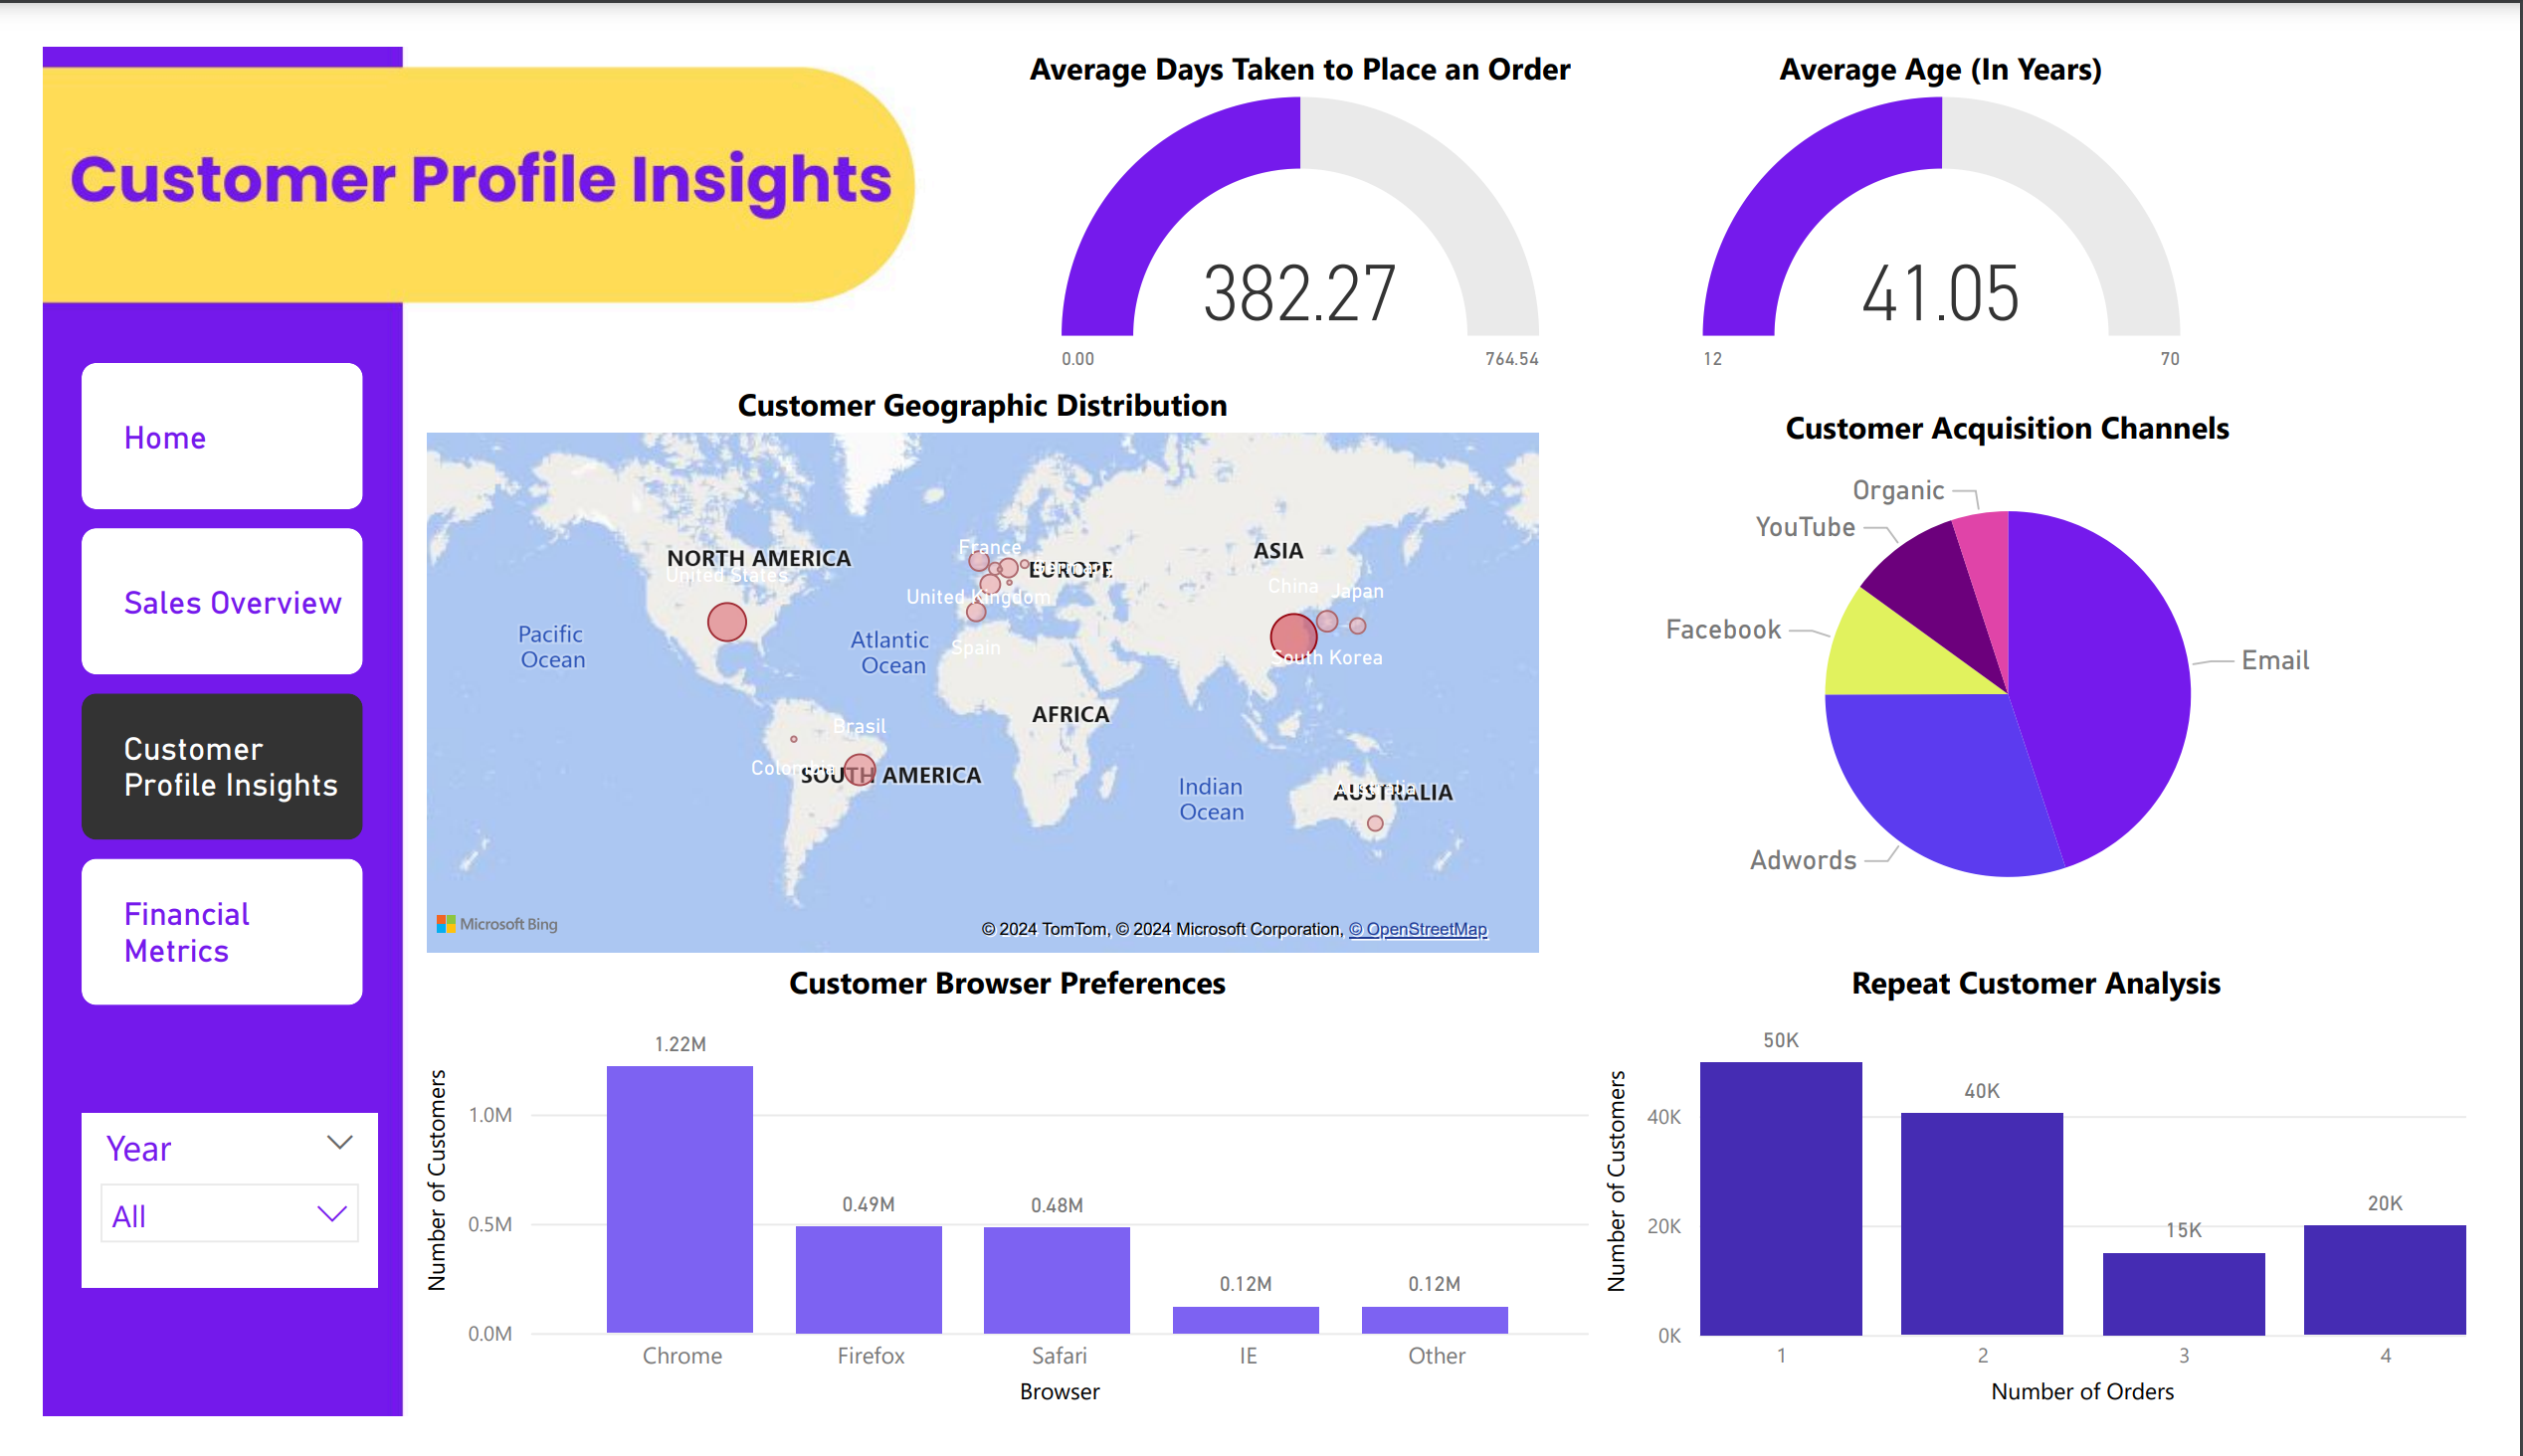 Customer Profile Insights
Home
Sales Overview
Customer
Profile Insights
Financial
Metrics
Year
All
Average Days Taken to Place an Order
382.27
0.00
764.54
Average Age (In Years)
41.05
12
70
Customer Geographic Distribution
NORTH AMERICA
United States
France
EUROPE
United Kingdom
Spain
ASIA
China
Japan
South Korea
Pacific
Ocean
Atlantic
Ocean
AFRICA
Brasil
Colombia
SOUTH AMERICA
Indian
Ocean
Australia
AUSTRALIA
Microsoft Bing
© 2024 TomTom, © 2024 Microsoft Corporation, © OpenStreetMap
Customer Acquisition Channels
Organic
YouTube
Facebook
Email
Adwords
Customer Browser Preferences
Number of Customers
1.0M
0.5M
0.0M
1.22M
0.49M
0.48M
0.12M
0.12M
Chrome
Firefox
Safari
IE
Other
Browser
Repeat Customer Analysis
Number of Customers
40K
20K
0K
50K
40K
15K
20K
1
2
3
4
Number of Orders